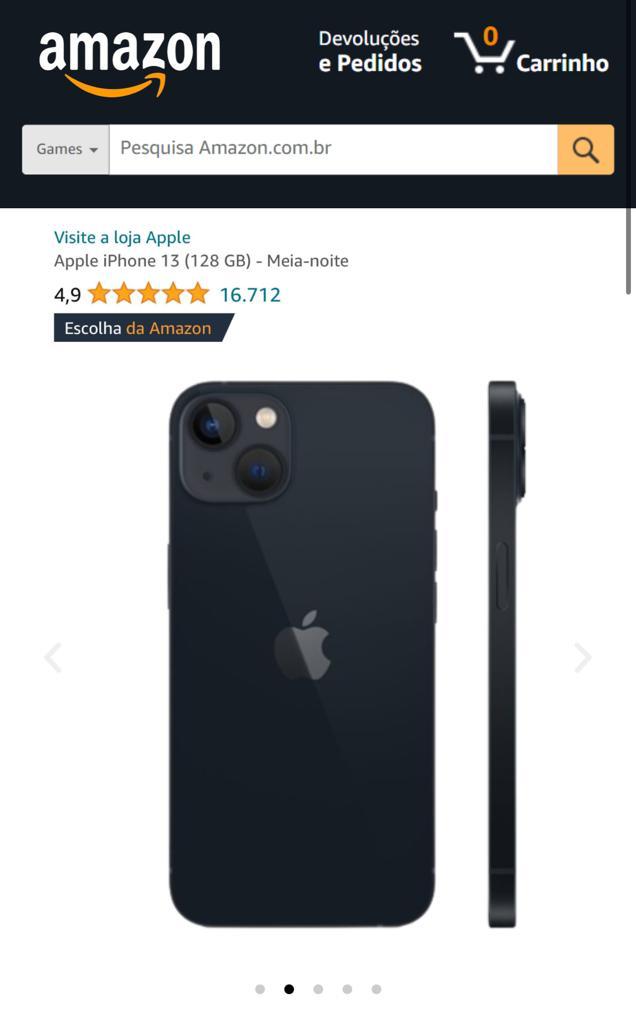 amazon
Devoluções
e Pedidos
0
Carrinho
Games
Pesquisa Amazon.com.br
Visite a loja Apple
Apple iPhone 13 (128 GB) - Meia-noite
4,9 16.712
Escolha da Amazon